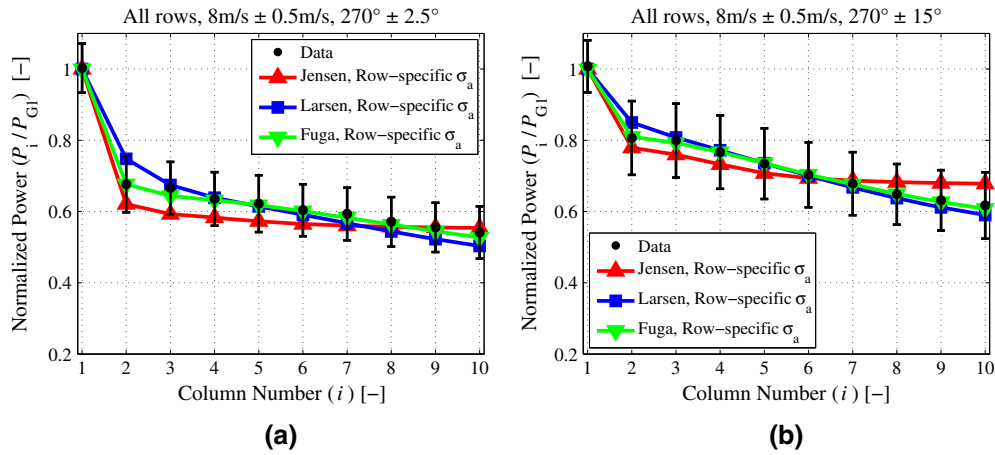 All rows, 8m/s ± 0.5m/s, 270° ± 2.5°
Normalized Power (P_i / P_G1) [−]
1
0.8
0.6
0.4
0.2
Data
Jensen, Row-specific σ_a
Larsen, Row-specific σ_a
Fuga, Row-specific σ_a
1 2 3 4 5 6 7 8 9 10
Column Number (i) [−]
(a)
All rows, 8m/s ± 0.5m/s, 270° ± 15°
Normalized Power (P_i / P_G1) [−]
1
0.8
0.6
0.4
0.2
Data
Jensen, Row-specific σ_a
Larsen, Row-specific σ_a
Fuga, Row-specific σ_a
1 2 3 4 5 6 7 8 9 10
Column Number (i) [−]
(b)